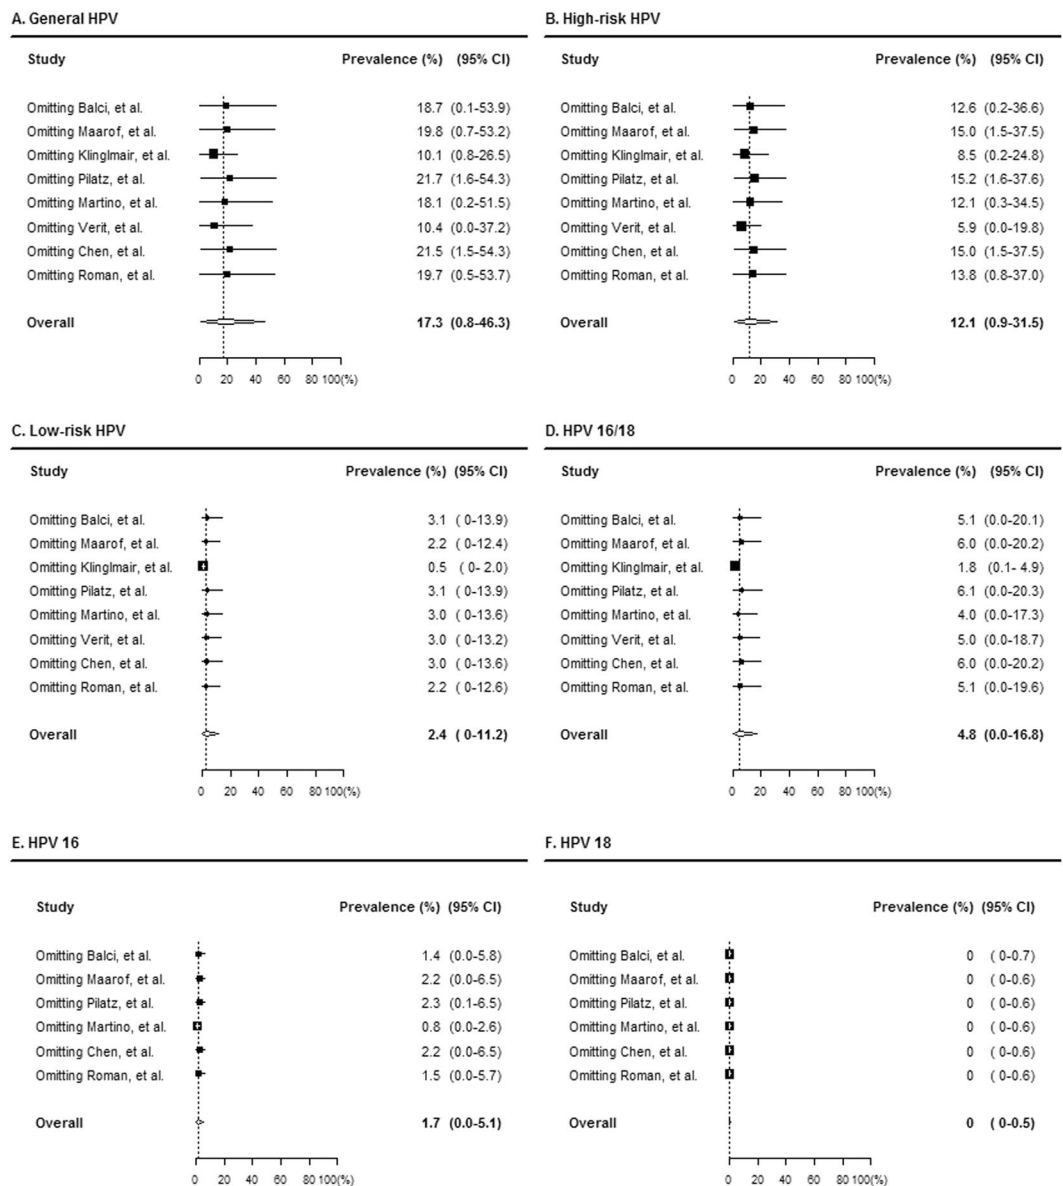 A. General HPV
Study Prevalence (%) (95% CI)
Omitting Balci, et al. 18.7 (0.1-53.9)
Omitting Maarof, et al. 19.8 (0.7-53.2)
Omitting Klinglmair, et al. 10.1 (0.8-26.5)
Omitting Pilatz, et al. 21.7 (1.6-54.3)
Omitting Martino, et al. 18.1 (0.2-51.5)
Omitting Verit, et al. 10.4 (0.0-37.2)
Omitting Chen, et al. 21.5 (1.5-54.3)
Omitting Roman, et al. 19.7 (0.5-53.7)
Overall 17.3 (0.8-46.3)
0 20 40 60 80 100(%)
B. High-risk HPV
Study Prevalence (%) (95% CI)
Omitting Balci, et al. 12.6 (0.2-36.6)
Omitting Maarof, et al. 15.0 (1.5-37.5)
Omitting Klinglmair, et al. 8.5 (0.2-24.8)
Omitting Pilatz, et al. 15.2 (1.6-37.6)
Omitting Martino, et al. 12.1 (0.3-34.5)
Omitting Verit, et al. 5.9 (0.0-19.8)
Omitting Chen, et al. 15.0 (1.5-37.5)
Omitting Roman, et al. 13.8 (0.8-37.0)
Overall 12.1 (0.9-31.5)
0 20 40 60 80 100(%)
C. Low-risk HPV
Study Prevalence (%) (95% CI)
Omitting Balci, et al. 3.1 ( 0-13.9)
Omitting Maarof, et al. 2.2 ( 0-12.4)
Omitting Klinglmair, et al. 0.5 ( 0- 2.0)
Omitting Pilatz, et al. 3.1 ( 0-13.9)
Omitting Martino, et al. 3.0 ( 0-13.6)
Omitting Verit, et al. 3.0 ( 0-13.2)
Omitting Chen, et al. 3.0 ( 0-13.6)
Omitting Roman, et al. 2.2 ( 0-12.6)
Overall 2.4 ( 0-11.2)
0 20 40 60 80 100(%)
D. HPV 16/18
Study Prevalence (%) (95% CI)
Omitting Balci, et al. 5.1 (0.0-20.1)
Omitting Maarof, et al. 6.0 (0.0-20.2)
Omitting Klinglmair, et al. 1.8 (0.1- 4.9)
Omitting Pilatz, et al. 6.1 (0.0-20.3)
Omitting Martino, et al. 4.0 (0.0-17.3)
Omitting Verit, et al. 5.0 (0.0-18.7)
Omitting Chen, et al. 6.0 (0.0-20.2)
Omitting Roman, et al. 5.1 (0.0-19.6)
Overall 4.8 (0.0-16.8)
0 20 40 60 80 100(%)
E. HPV 16
Study Prevalence (%) (95% CI)
Omitting Balci, et al. 1.4 (0.0-5.8)
Omitting Maarof, et al. 2.2 (0.0-6.5)
Omitting Pilatz, et al. 2.3 (0.1-6.5)
Omitting Martino, et al. 0.8 (0.0-2.6)
Omitting Chen, et al. 2.2 (0.0-6.5)
Omitting Roman, et al. 1.5 (0.0-5.7)
Overall 1.7 (0.0-5.1)
0 20 40 60 80 100(%)
F. HPV 18
Study Prevalence (%) (95% CI)
Omitting Balci, et al. 0 ( 0-0.7)
Omitting Maarof, et al. 0 ( 0-0.6)
Omitting Pilatz, et al. 0 ( 0-0.6)
Omitting Martino, et al. 0 ( 0-0.6)
Omitting Chen, et al. 0 ( 0-0.6)
Omitting Roman, et al. 0 ( 0-0.6)
Overall 0 ( 0-0.5)
0 20 40 60 80 100(%)